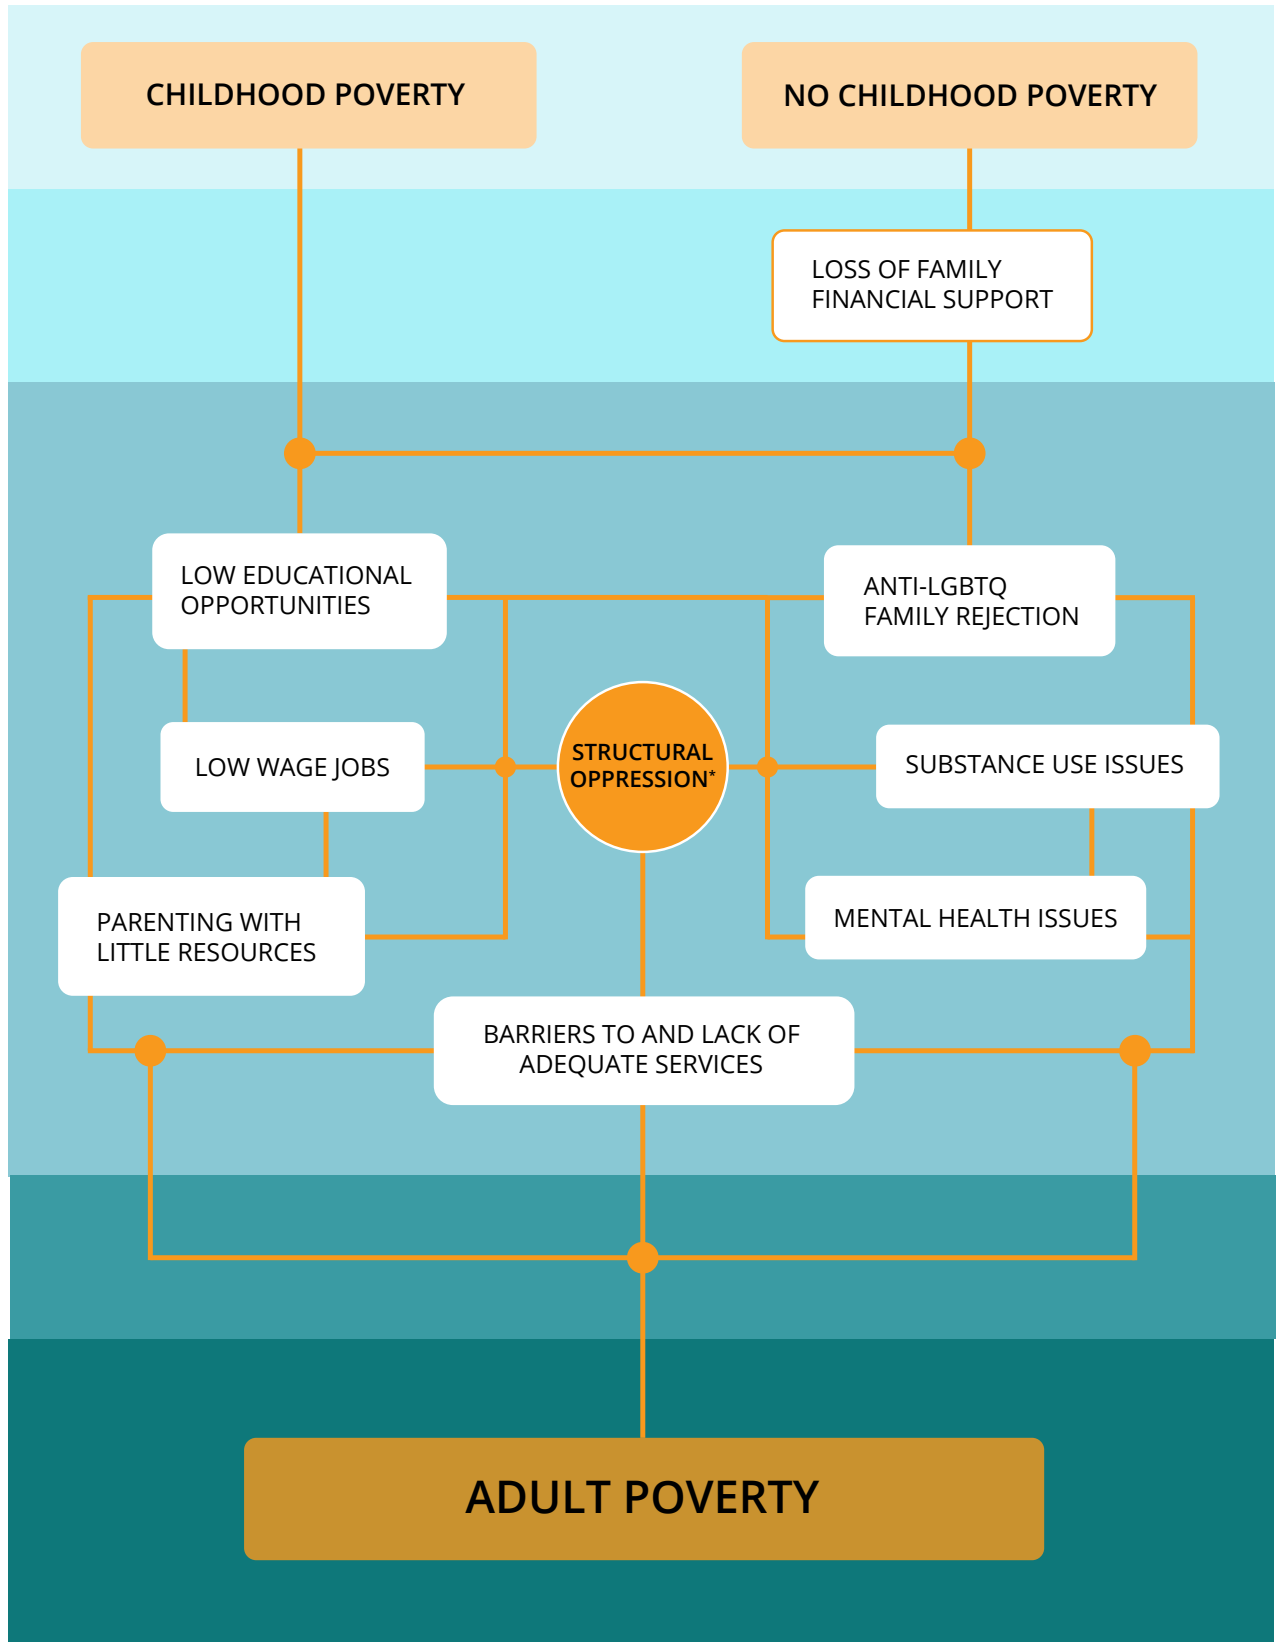 CHILDHOOD POVERTY
NO CHILDHOOD POVERTY
LOSS OF FAMILY
FINANCIAL SUPPORT
LOW EDUCATIONAL
OPPORTUNITIES
ANTI-LGBTQ
FAMILY REJECTION
STRUCTURAL
OPPRESSION*
LOW WAGE JOBS
SUBSTANCE USE ISSUES
PARENTING WITH
LITTLE RESOURCES
MENTAL HEALTH ISSUES
BARRIERS TO AND LACK OF
ADEQUATE SERVICES
ADULT POVERTY